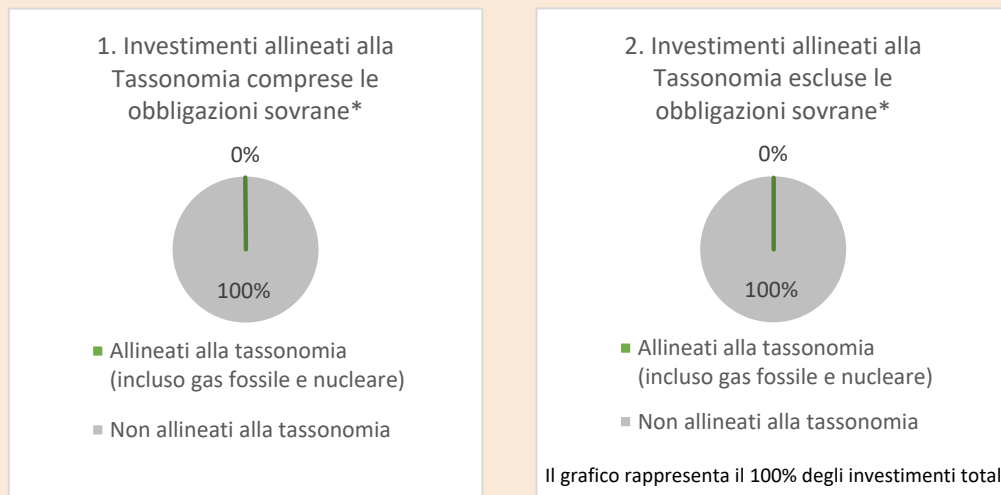 1. Investimenti allineati alla
Tassonomia comprese le
obbligazioni sovrane*
0%
100%
Allineati alla tassonomia
(incluso gas fossile e nucleare)
Non allineati alla tassonomia
2. Investimenti allineati alla
Tassonomia escluse le
obbligazioni sovrane*
0%
100%
Allineati alla tassonomia
(incluso gas fossile e nucleare)
Non allineati alla tassonomia
Il grafico rappresenta il 100% degli investimenti total